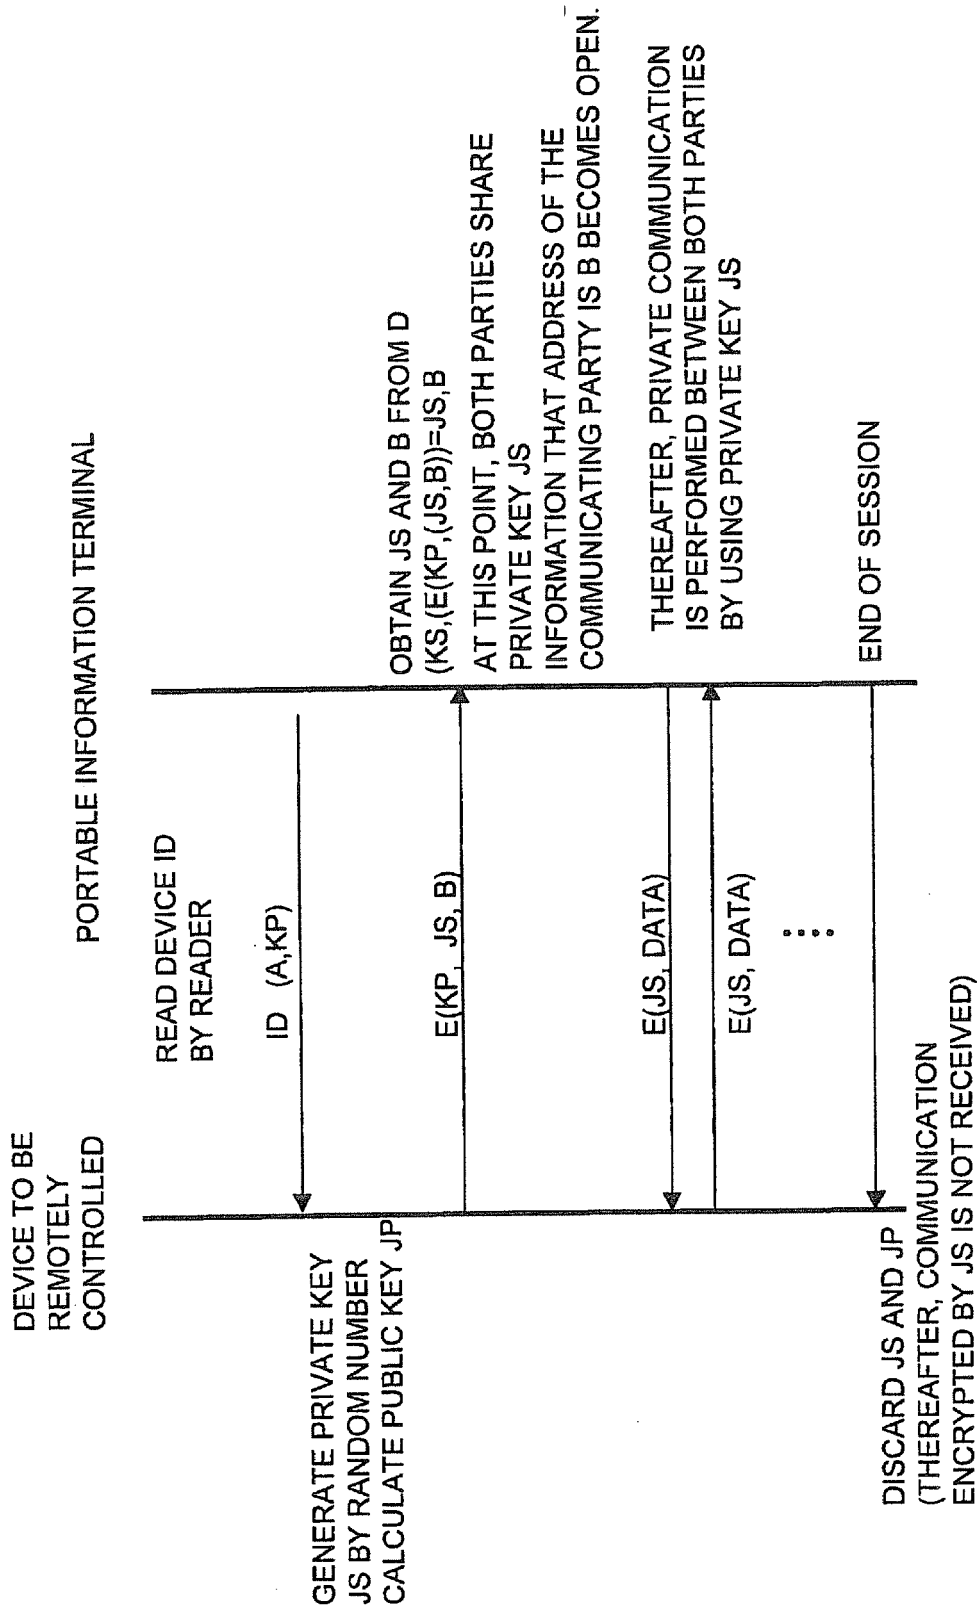 DEVICE TO BE
REMOTELY
CONTROLLED
PORTABLE INFORMATION TERMINAL
READ DEVICE ID
BY READER
ID (A,KP)
GENERATE PRIVATE KEY
JS BY RANDOM NUMBER
CALCULATE PUBLIC KEY JP
E(KP, JS, B)
OBTAIN JS AND B FROM D
(KS,(E(KP,(JS,B))=JS,B
AT THIS POINT, BOTH PARTIES SHARE
PRIVATE KEY JS
INFORMATION THAT ADDRESS OF THE
COMMUNICATING PARTY IS B BECOMES OPEN.
E(JS, DATA)
E(JS, DATA)
THEREAFTER, PRIVATE COMMUNICATION
IS PERFORMED BETWEEN BOTH PARTIES
BY USING PRIVATE KEY JS
END OF SESSION
DISCARD JS AND JP
(THEREAFTER, COMMUNICATION
ENCRYPTED BY JS IS NOT RECEIVED)